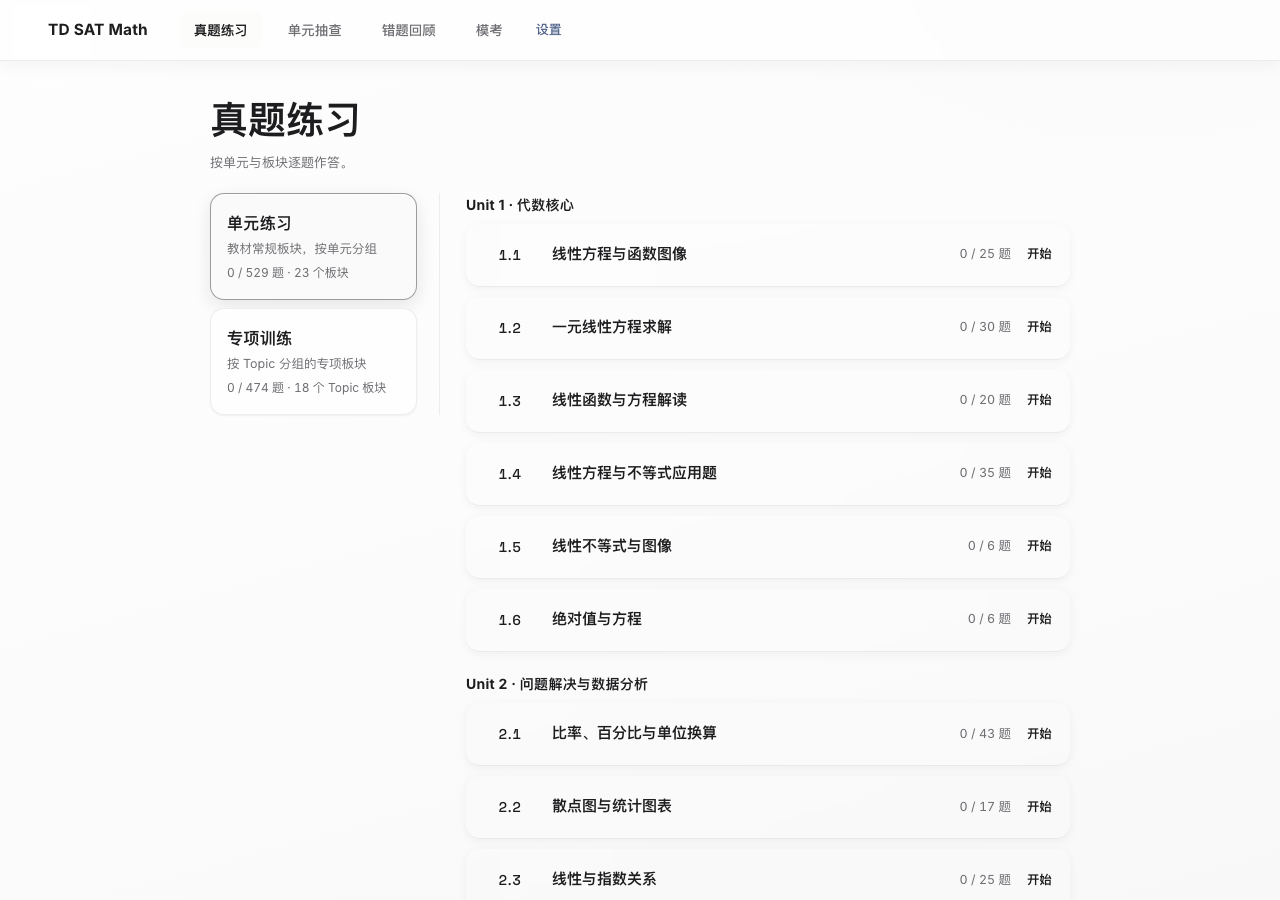 TD SAT Math 真题练习 单元抽查 错题回顾 模考 设置
真题练习
按单元与板块逐题作答。
单元练习
教材常规板块，按单元分组
0 / 529 题 · 23 个板块
专项训练
按 Topic 分组的专项板块
0 / 474 题 · 18 个 Topic 板块
Unit 1 · 代数核心
1.1 线性方程与函数图像 0 / 25 题 开始
1.2 一元线性方程求解 0 / 30 题 开始
1.3 线性函数与方程解读 0 / 20 题 开始
1.4 线性方程与不等式应用题 0 / 35 题 开始
1.5 线性不等式与图像 0 / 6 题 开始
1.6 绝对值与方程 0 / 6 题 开始
Unit 2 · 问题解决与数据分析
2.1 比率、百分比与单位换算 0 / 43 题 开始
2.2 散点图与统计图表 0 / 17 题 开始
2.3 线性与指数关系 0 / 25 题 开始